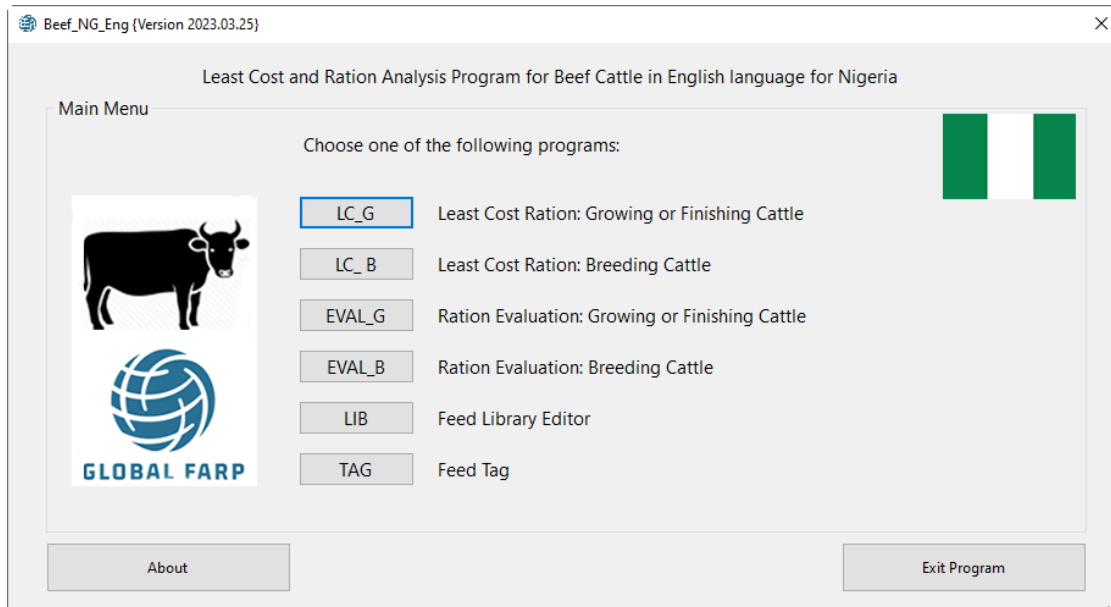 Beef_NG_Eng {Version 2023.03.25}
Least Cost and Ration Analysis Program for Beef Cattle in English language for Nigeria
Main Menu
Choose one of the following programs:
LC_G Least Cost Ration: Growing or Finishing Cattle
LC_ B Least Cost Ration: Breeding Cattle
EVAL_G Ration Evaluation: Growing or Finishing Cattle
EVAL_B Ration Evaluation: Breeding Cattle
LIB Feed Library Editor
TAG Feed Tag
GLOBAL FARP
About Exit Program